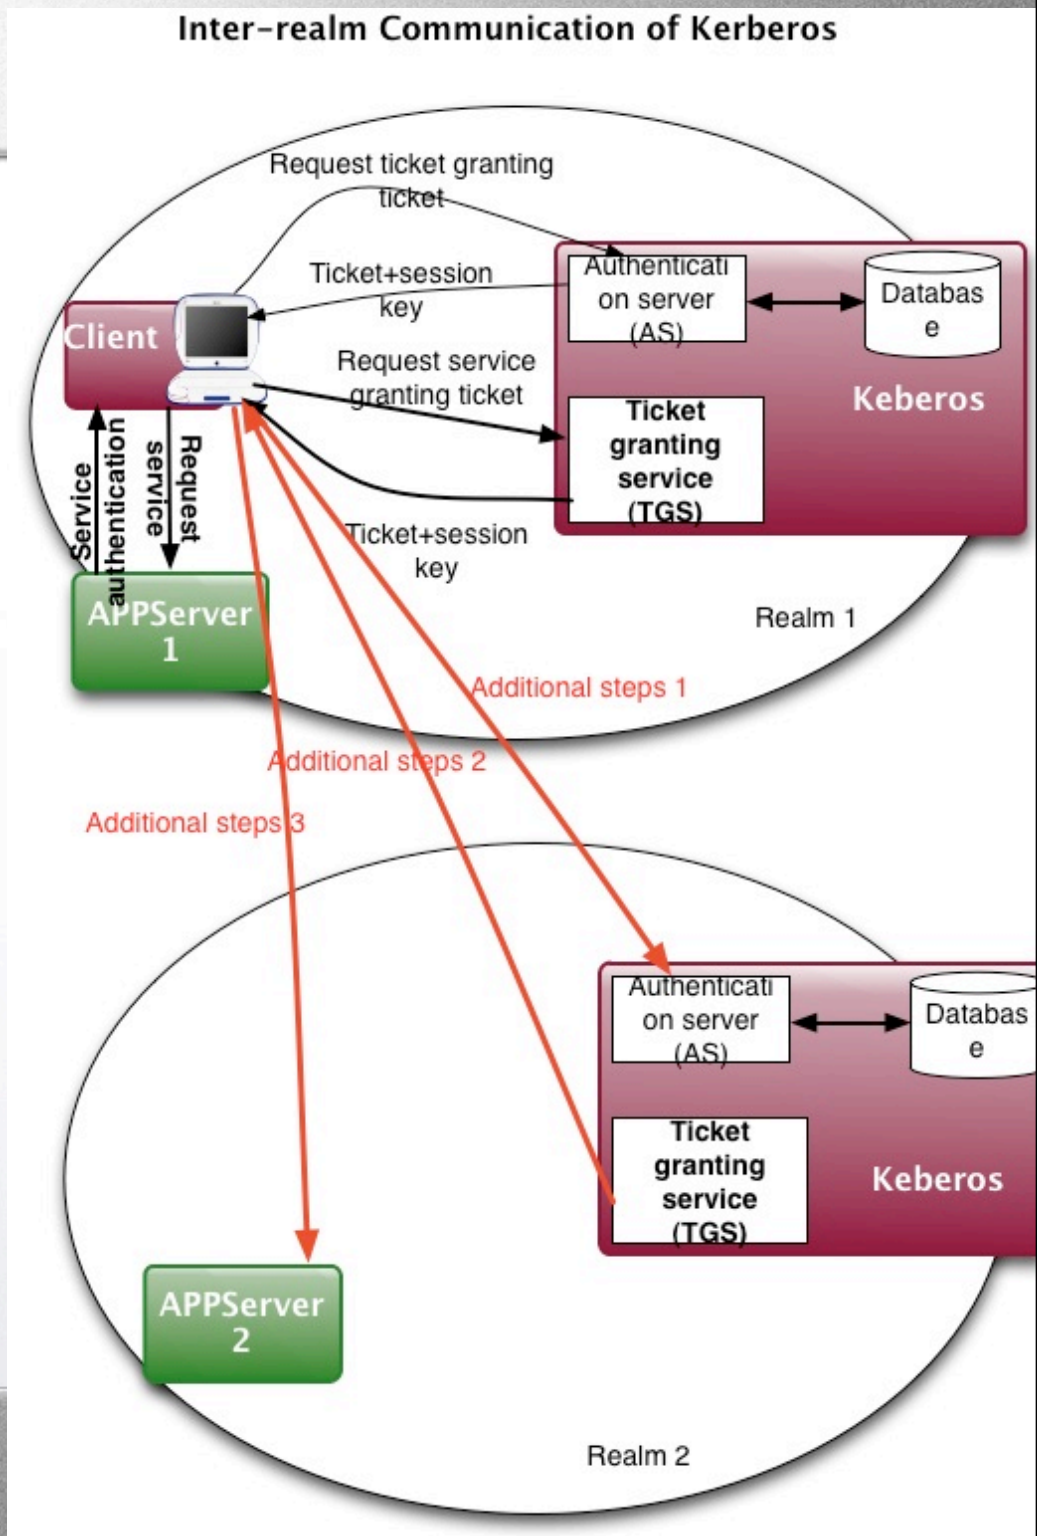 Inter-realm Communication of Kerberos
Request ticket granting
ticket
Ticket+session
key
Request service
granting ticket
Ticket+session
key
Client
Authenticati
on server
(AS)
Databas
e
Keberos
Ticket
granting
service
(TGS)
Service
authentication
Request
service
APPServer
1
Realm 1
Additional steps 1
Additional steps 2
Additional steps 3
Authenticati
on server
(AS)
Databas
e
Ticket
granting
service
(TGS)
Keberos
APPServer
2
Realm 2